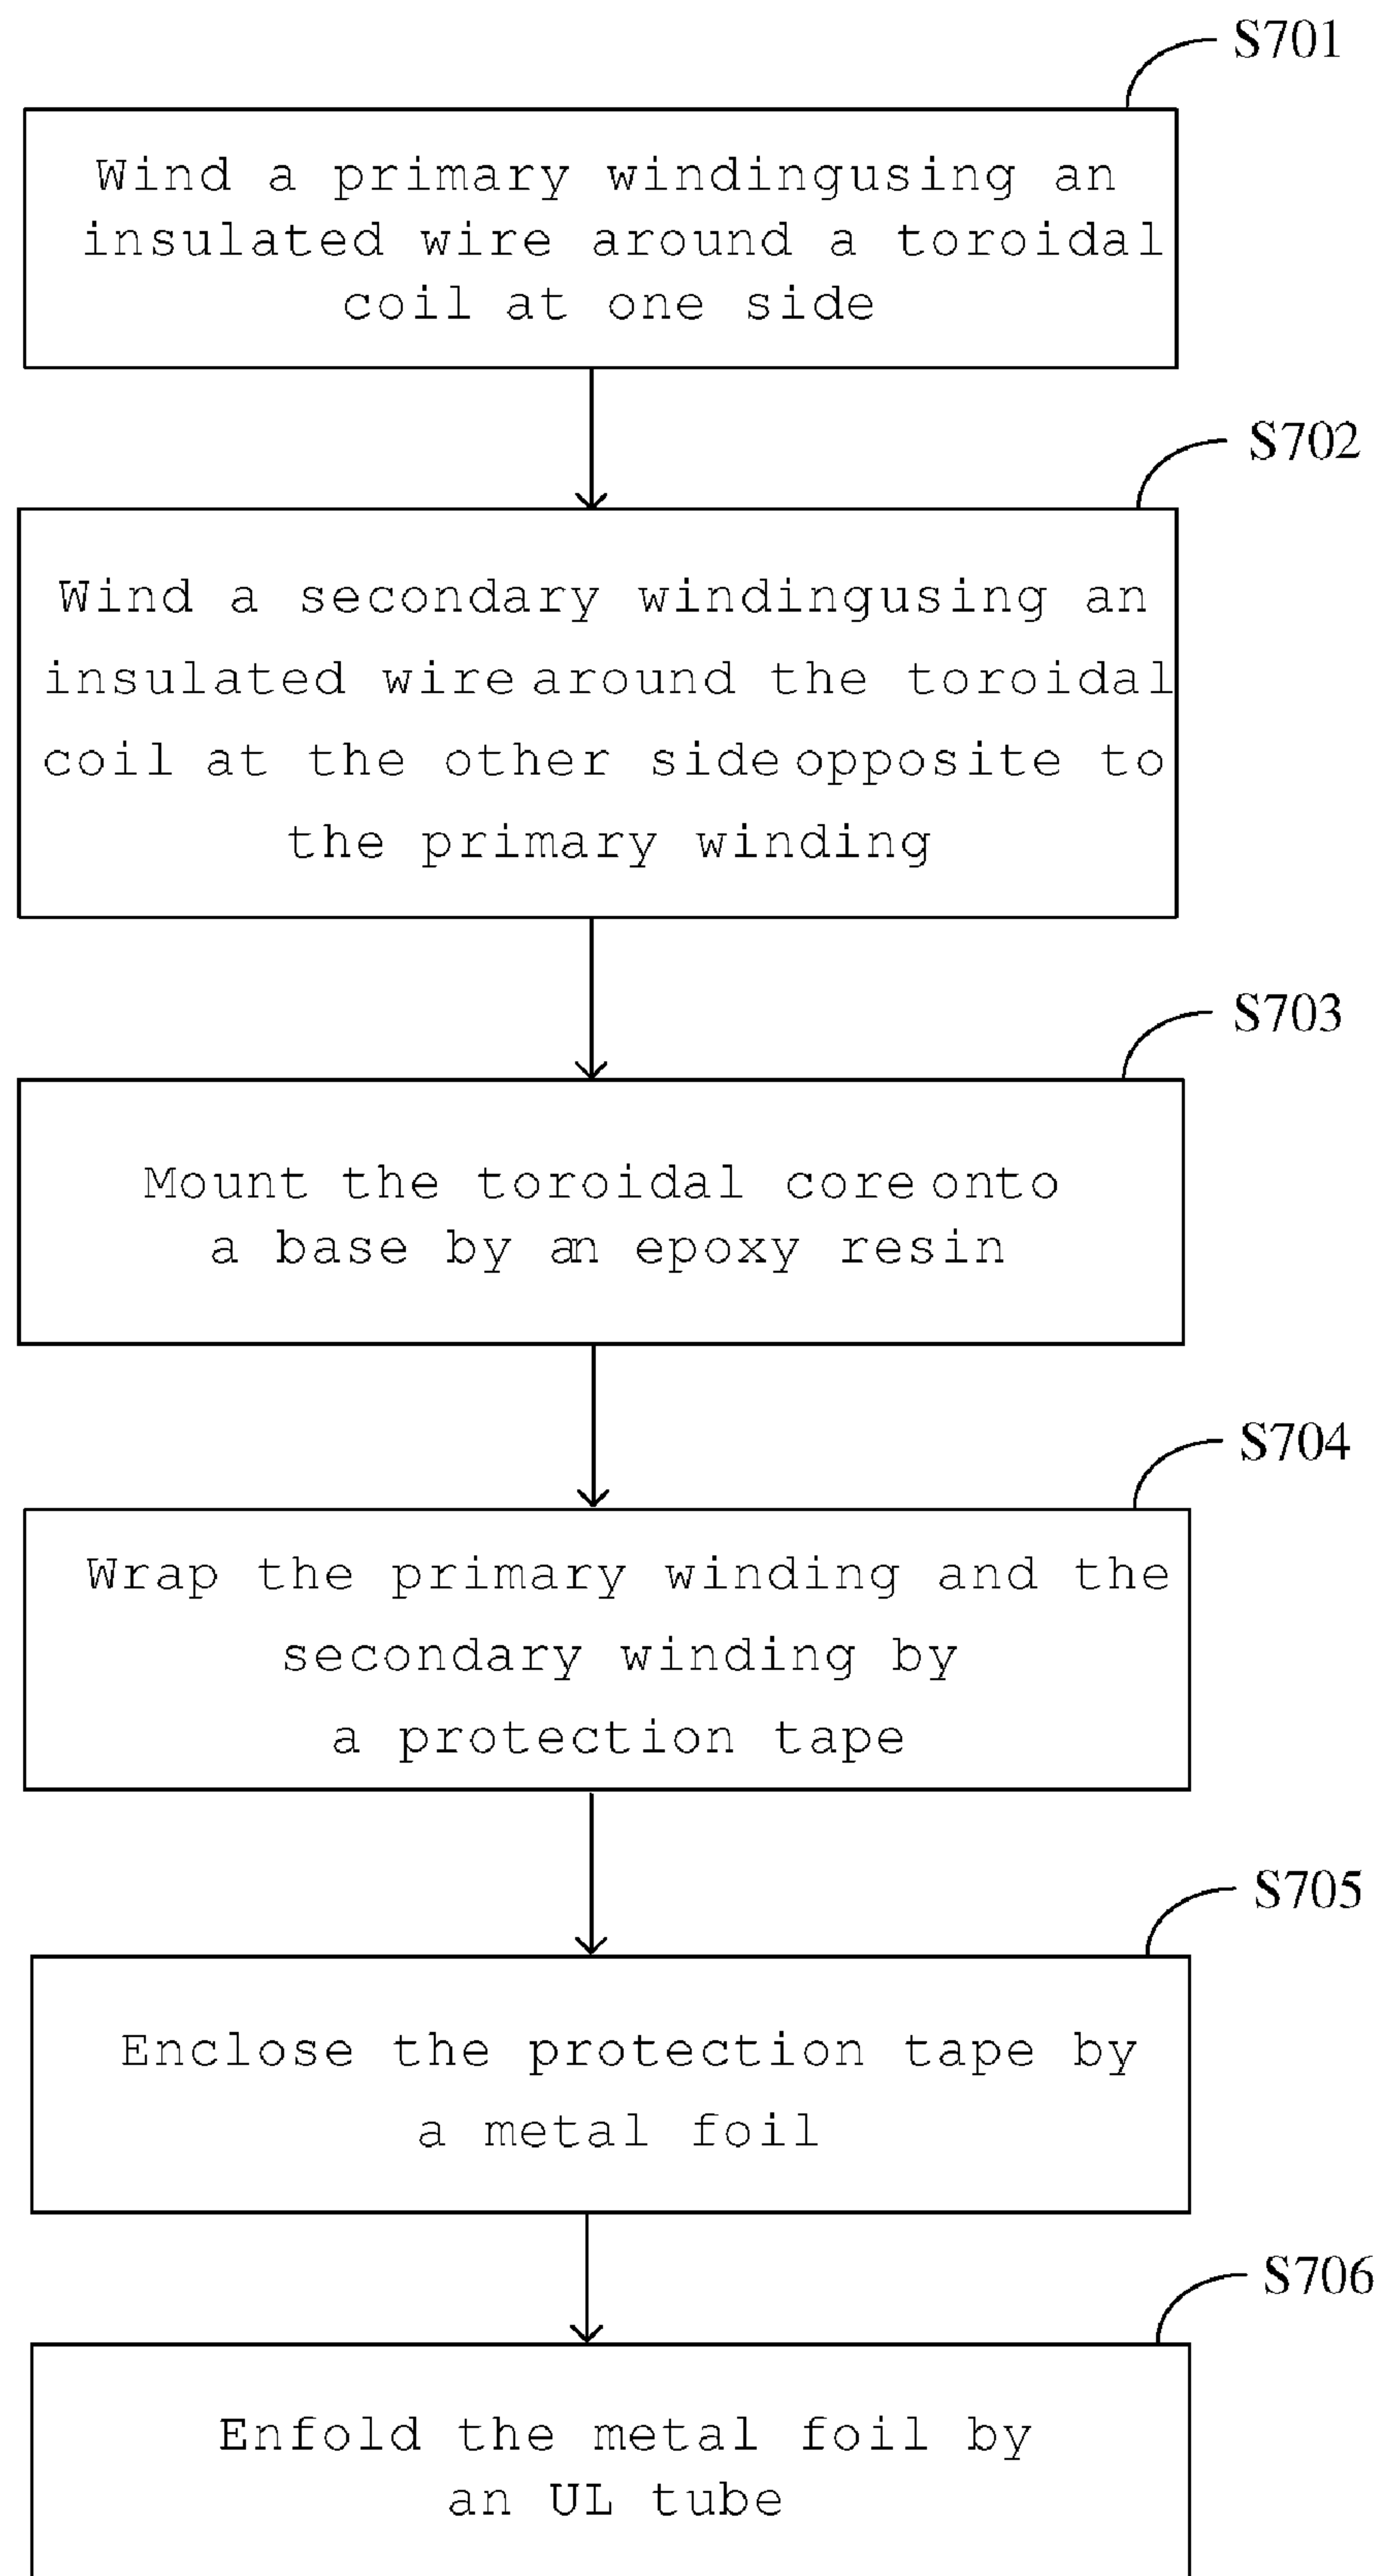 S701
Wind a primary windingusing an
insulated wire around a toroidal
coil at one side
S702
Wind a secondary windingusing an
insulated wire around the toroidal
coil at the other side opposite to
the primary winding
S703
Mount the toroidal core onto
a base by an epoxy resin
S704
Wrap the primary winding and the
secondary winding by
a protection tape
S705
Enclose the protection tape by
a metal foil
S706
Enfold the metal foil by
an UL tube